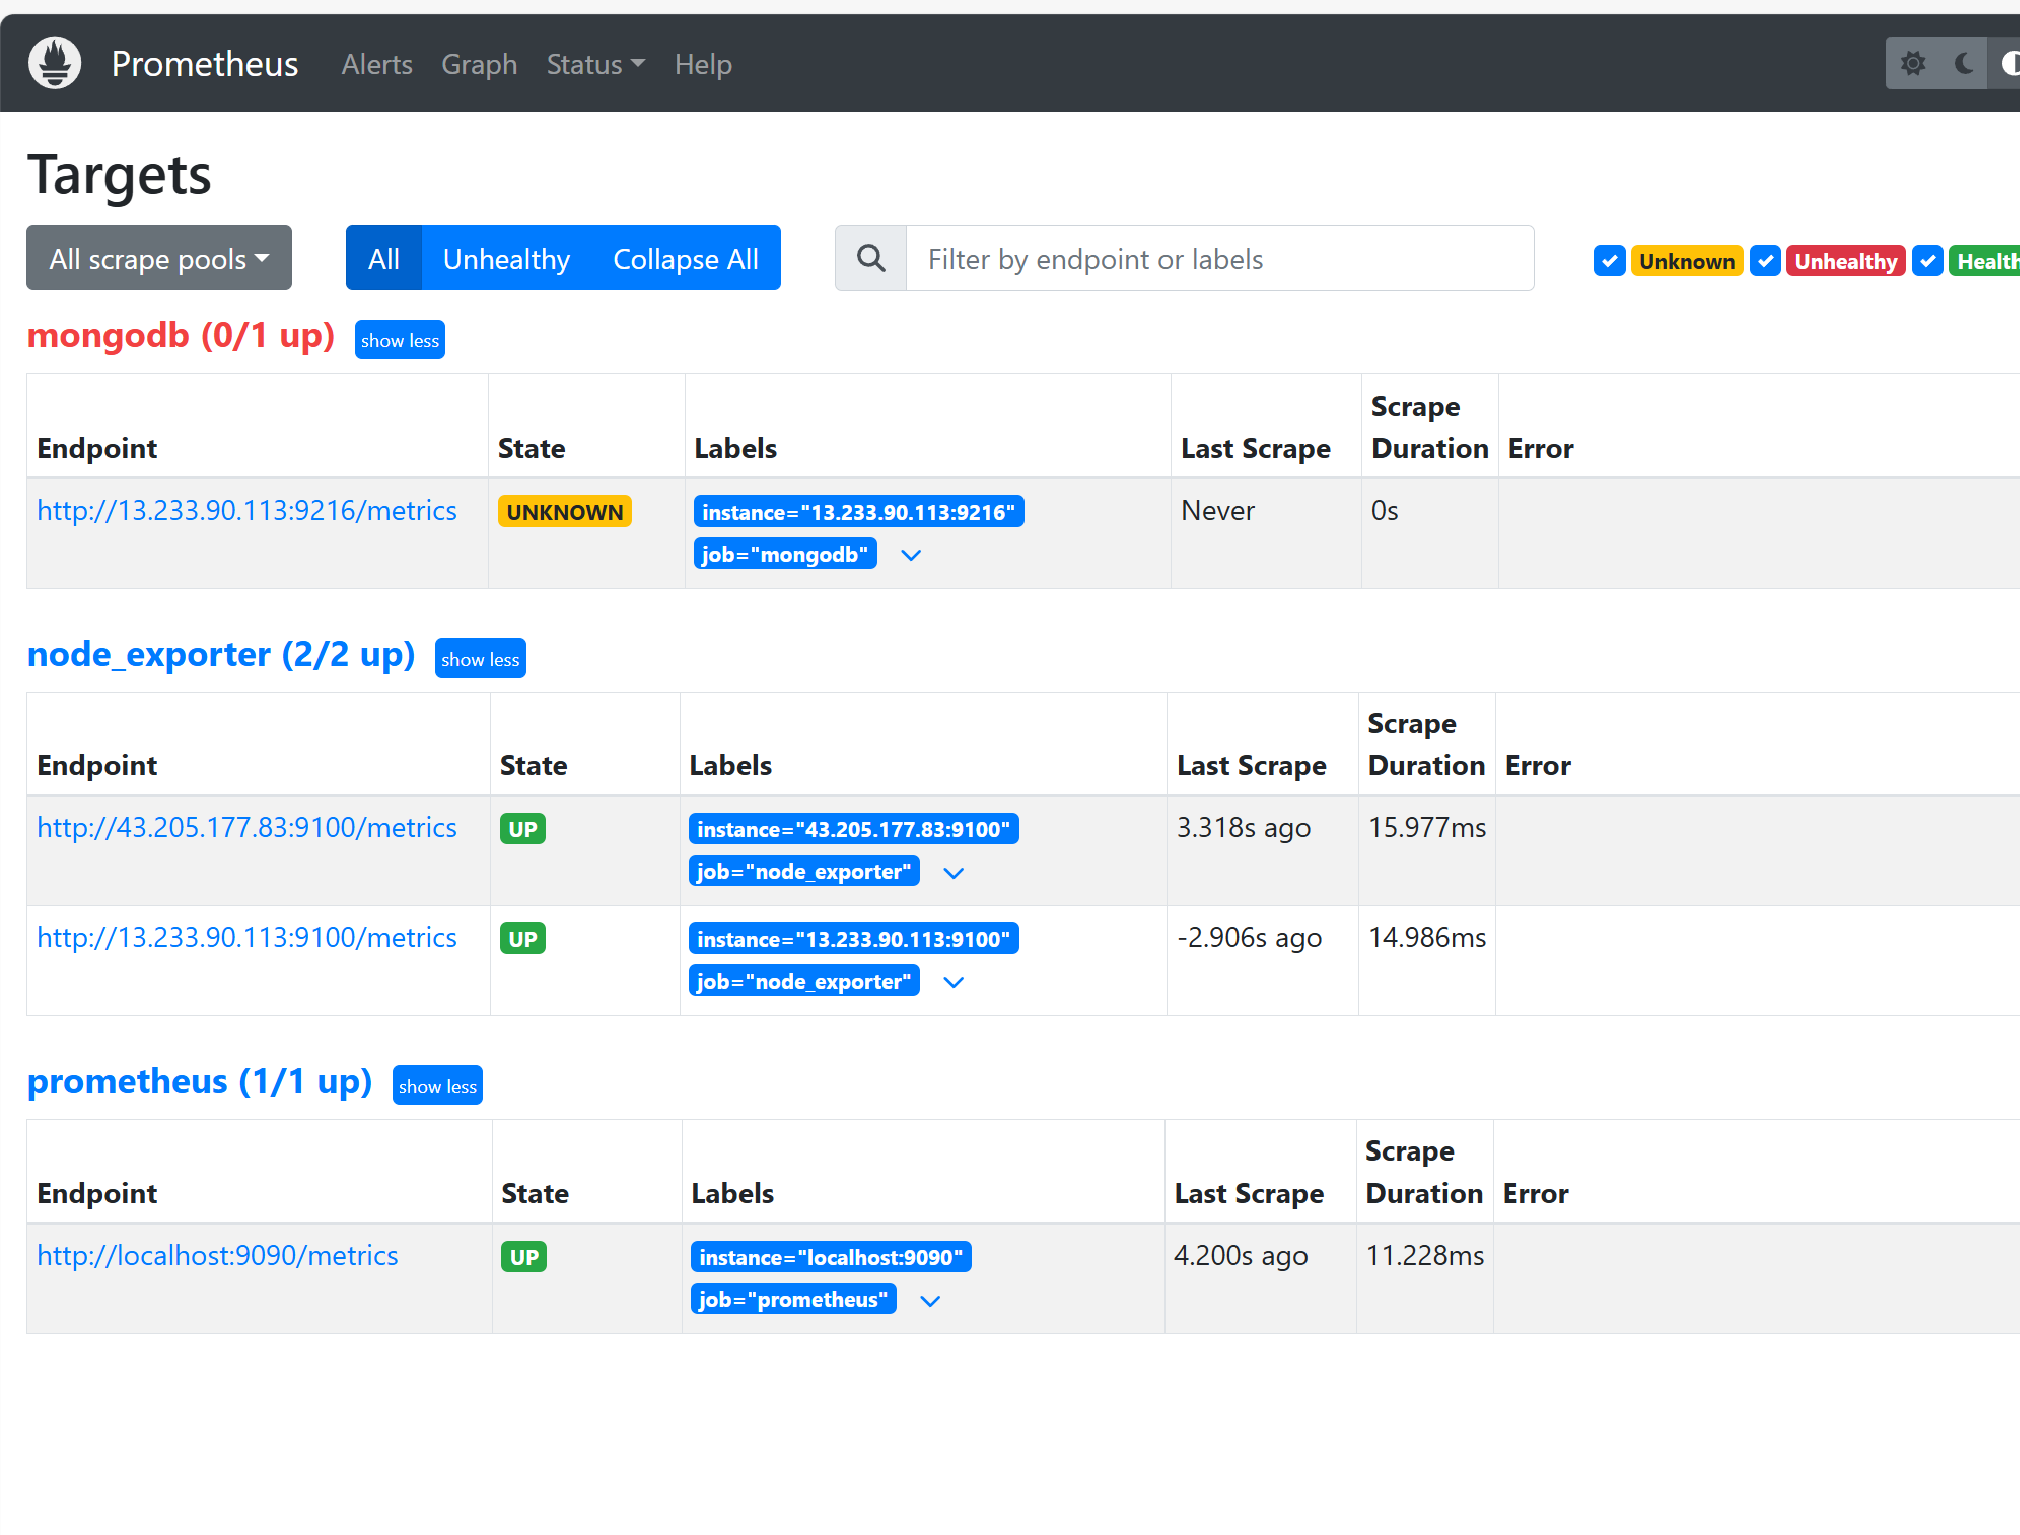 Prometheus Alerts Graph Status Help
Targets
All scrape pools All Unhealthy Collapse All Filter by endpoint or labels Unknown Unhealthy Health
mongodb (0/1 up) show less
Endpoint State Labels Last Scrape Scrape Duration Error
http://13.233.90.113:9216/metrics UNKNOWN instance="13.233.90.113:9216" Never 0s
job="mongodb"
node_exporter (2/2 up) show less
Endpoint State Labels Last Scrape Scrape Duration Error
http://43.205.177.83:9100/metrics UP instance="43.205.177.83:9100" 3.318s ago 15.977ms
job="node_exporter"
http://13.233.90.113:9100/metrics UP instance="13.233.90.113:9100" -2.906s ago 14.986ms
job="node_exporter"
prometheus (1/1 up) show less
Endpoint State Labels Last Scrape Scrape Duration Error
http://localhost:9090/metrics UP instance="localhost:9090" 4.200s ago 11.228ms
job="prometheus"